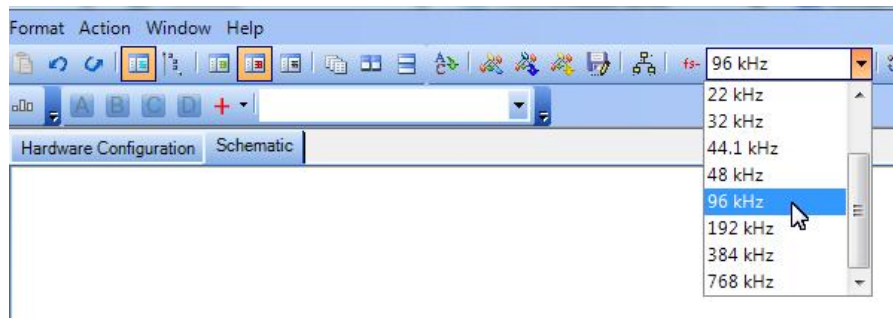 Format Action Window Help
fs- 96 kHz
A B C D
Hardware Configuration Schematic
22 kHz
32 kHz
44.1 kHz
48 kHz
96 kHz
192 kHz
384 kHz
768 kHz